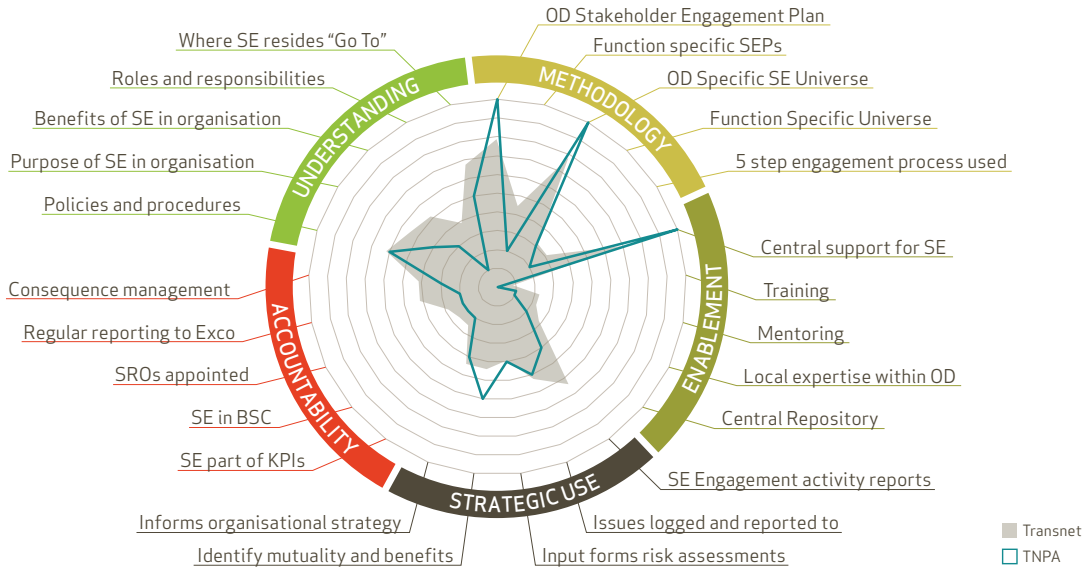 OD Stakeholder Engagement Plan
Where SE resides “Go To”
Function specific SEPs
Roles and responsibilities
OD Specific SE Universe
Benefits of SE in organisation
Function Specific Universe
Purpose of SE in organisation
5 step engagement process used
Policies and procedures
UNDERSTANDING
METHODOLOGY
Central support for SE
Consequence management
Training
Regular reporting to Exco
Mentoring
ACCOUNTABILITY
ENABLEMENT
SROs appointed
Local expertise within OD
SE in BSC
Central Repository
SE part of KPIs
SE Engagement activity reports
STRATEGIC USE
Informs organisational strategy
Issues logged and reported to
Identify mutuality and benefits
Input forms risk assessments
Transnet
TNPA